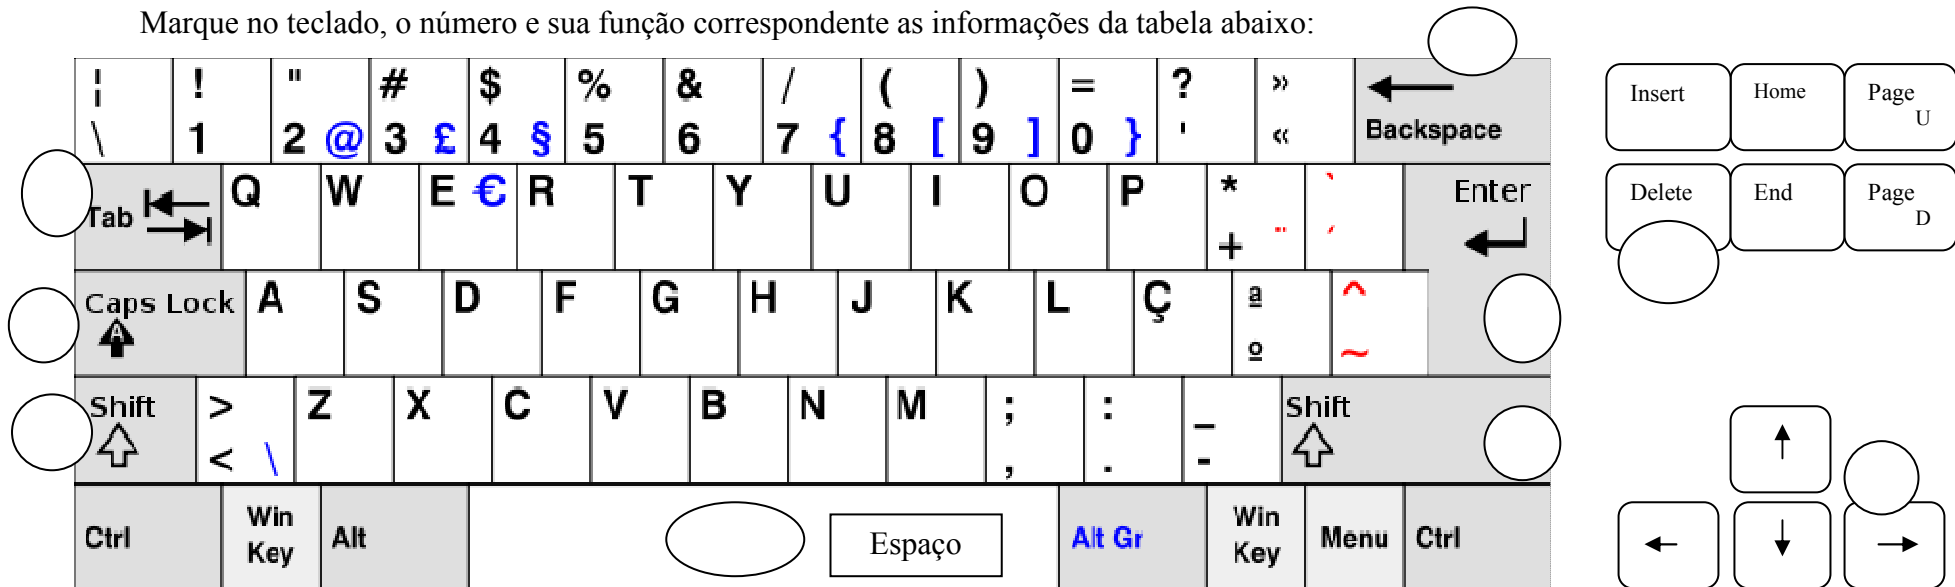 Marque no teclado, o número e sua função correspondente as informações da tabela abaixo:
¦ ! " # $ % & / ( ) = ? »
\ 1 2 @ 3 £ 4 § 5 6 7 { 8 [ 9 ] 0 } ' « Backspace
Insert Home Page U
Tab Q W E € R T Y U I O P * ` Enter
+ ¨ ´
Delete End Page D
Caps Lock A S D F G H J K L Ç ª ^
A º ~
Shift > Z X C V B N M ; : _ Shift
< \ , . -
Ctrl Win Key Alt Espaço Alt Gr Win Key Menu Ctrl